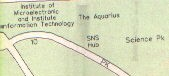 Institute of
Microelectronic
and Institute
Information Technology
The Aquarius
10
SNS
Hub
Science Pk
PK